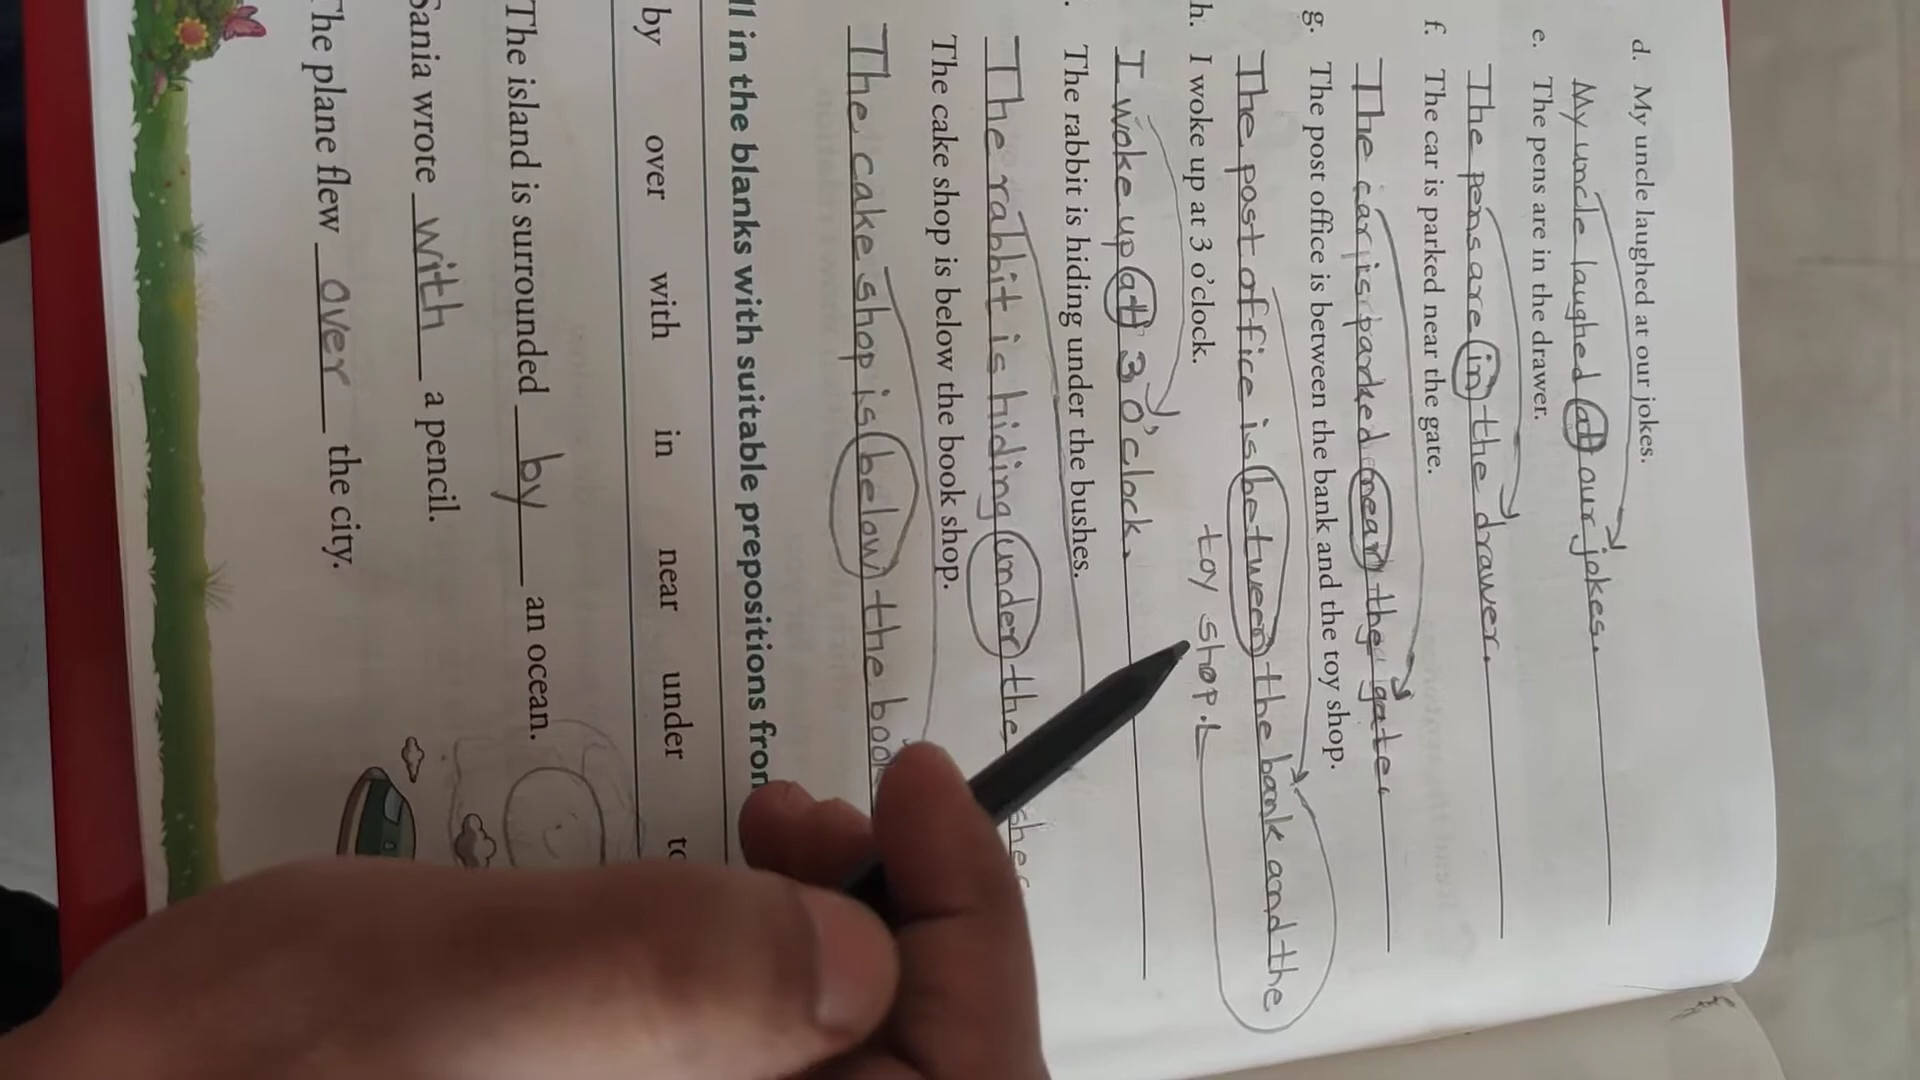 d. My uncle laughed at our jokes.
My uncle laughed at our jokes.
e. The pens are in the drawer.
The pens are in the drawer.
f. The car is parked near the gate.
The car is parked near the gate.
g. The post office is between the bank and the toy shop.
The post office is between the bank and the
toy shop.
h. I woke up at 3 o'clock.
I woke up at 3 o'clock.
The rabbit is hiding under the bushes.
The rabbit is hiding under the
The cake shop is below the book shop.
The cake shop is below the
ll in the blanks with suitable prepositions
by over with in near under
The island is surrounded by an ocean.
Sania wrote with a pencil.
The plane flew over the city.